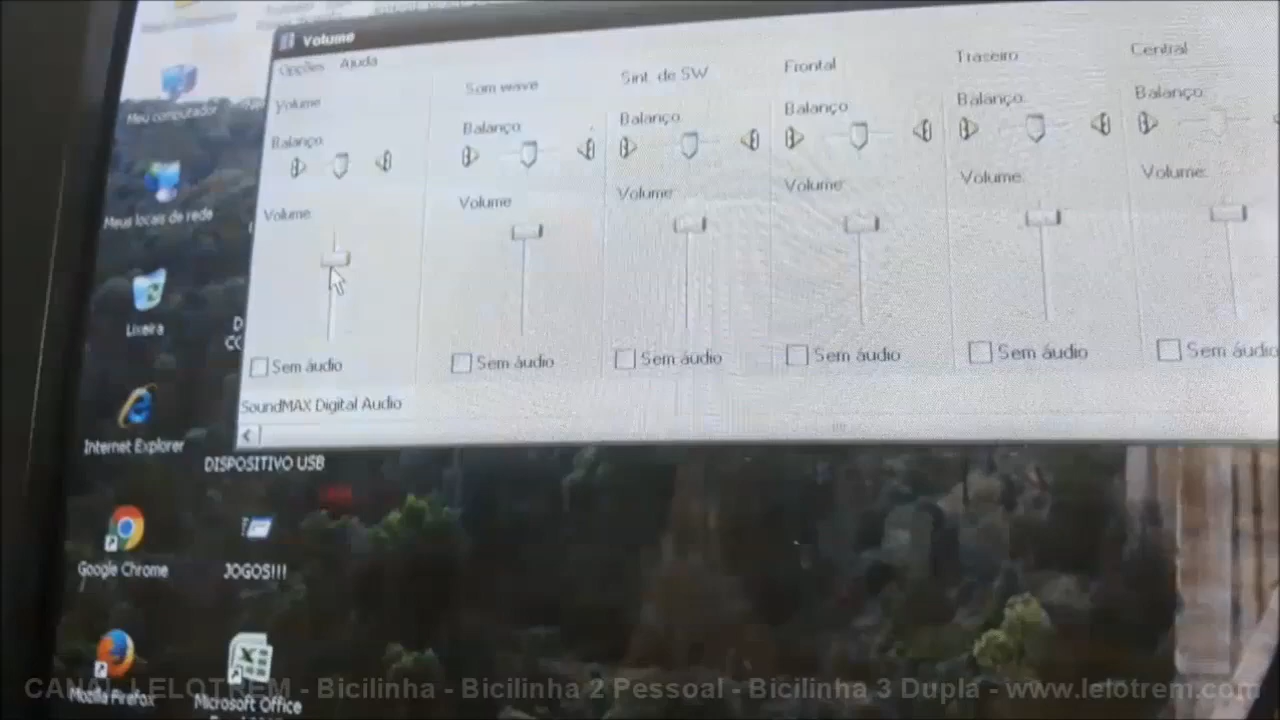 Volume
Opções Ajuda
Volume
Som wave
Sint. de SW
Frontal
Traseiro
Central
Balanço
Balanço
Balanço
Balanço
Balanço
Balanço
Volume
Volume
Volume
Volume
Volume
Volume:
Sem áudio
Sem áudio
Sem áudio
Sem áudio
Sem áudio
Sem áudio
SoundMAX Digital Audio
Meu computador
Meus locais de rede
Lixeira
Internet Explorer
DISPOSITIVO USB
Google Chrome
JOGOS!!!
Mozilla Firefox
Microsoft Office
CANAL LELOTREM - Bicilinha - Bicilinha 2 Pessoal - Bicilinha 3 Dupla - www.lelotrem.com